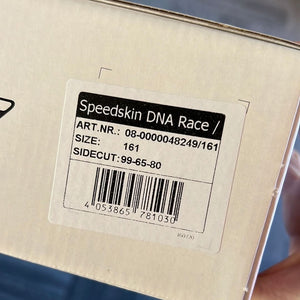 Speedskin DNA Race /
ART.NR.: 08-0000048249/161
SIZE: 161
SIDECUT: 99-65-80
4 053865 781030